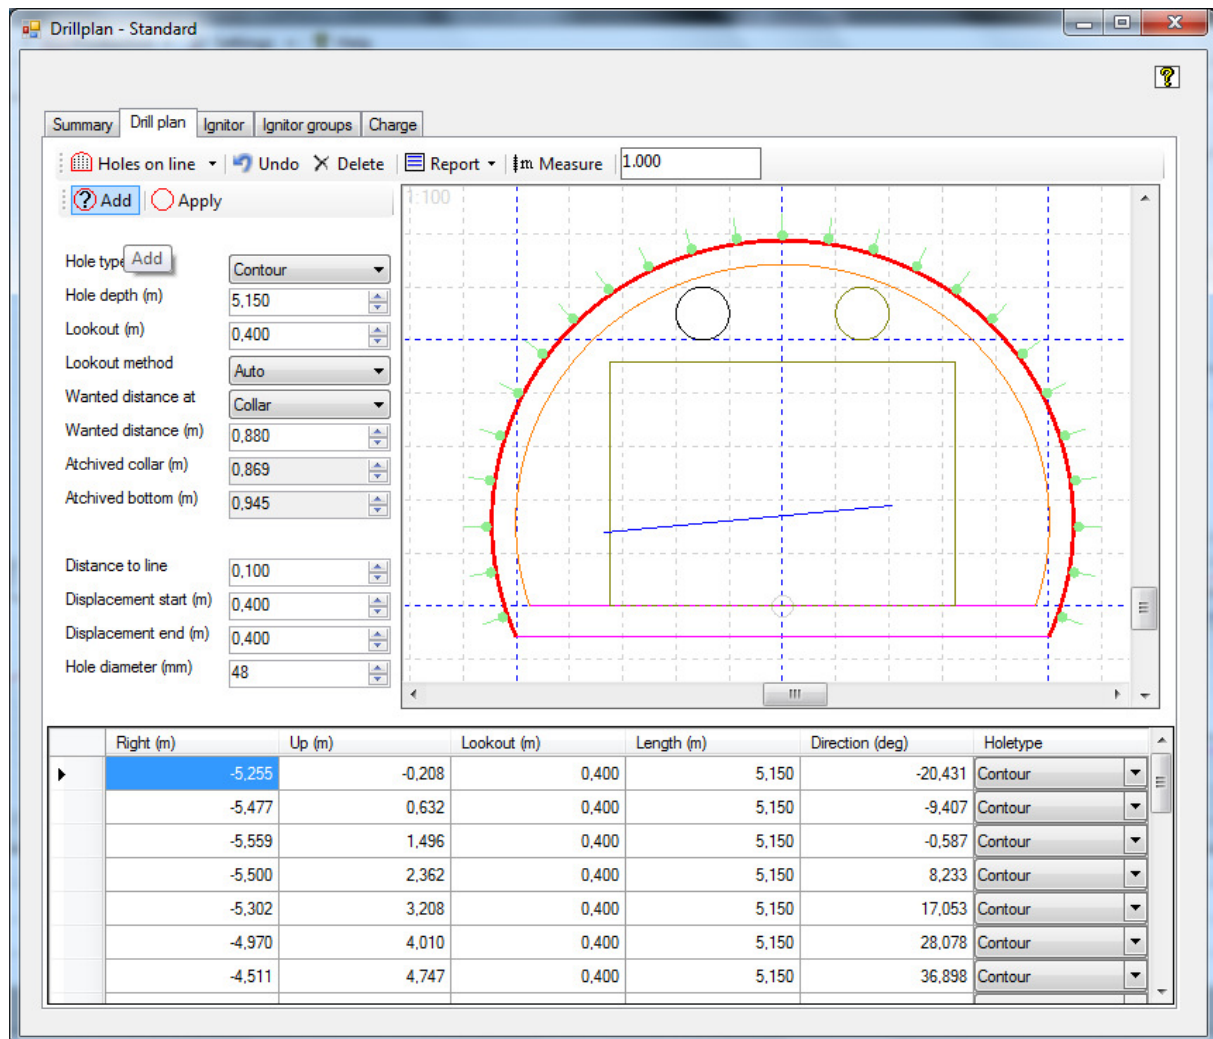 Drillplan - Standard
Summary Drill plan Ignitor Ignitor groups Charge
Holes on line Undo Delete Report m Measure 1.000
Add Apply
1:100
Hole type Add Contour
Hole depth (m) 5,150
Lookout (m) 0,400
Lookout method Auto
Wanted distance at Collar
Wanted distance (m) 0,880
Atchived collar (m) 0,869
Atchived bottom (m) 0,945
Distance to line 0,100
Displacement start (m) 0,400
Displacement end (m) 0,400
Hole diameter (mm) 48
Right (m) Up (m) Lookout (m) Length (m) Direction (deg) Holetype
-5,255 -0,208 0,400 5,150 -20,431 Contour
-5,477 0,632 0,400 5,150 -9,407 Contour
-5,559 1,496 0,400 5,150 -0,587 Contour
-5,500 2,362 0,400 5,150 8,233 Contour
-5,302 3,208 0,400 5,150 17,053 Contour
-4,970 4,010 0,400 5,150 28,078 Contour
-4,511 4,747 0,400 5,150 36,898 Contour